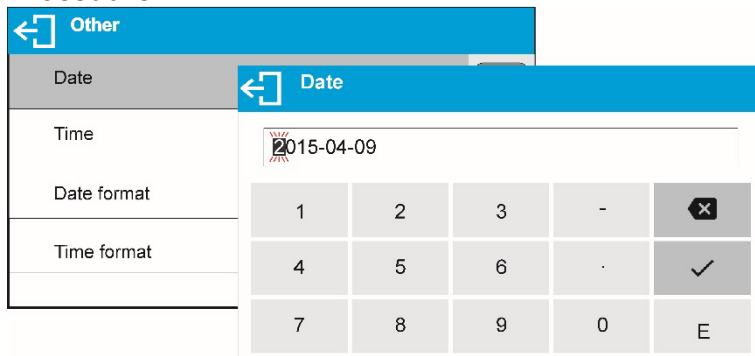 Other
Date
Time
Date format
Time format
Date
2015-04-09
1 2 3 -
4 5 6 .
7 8 9 0 E